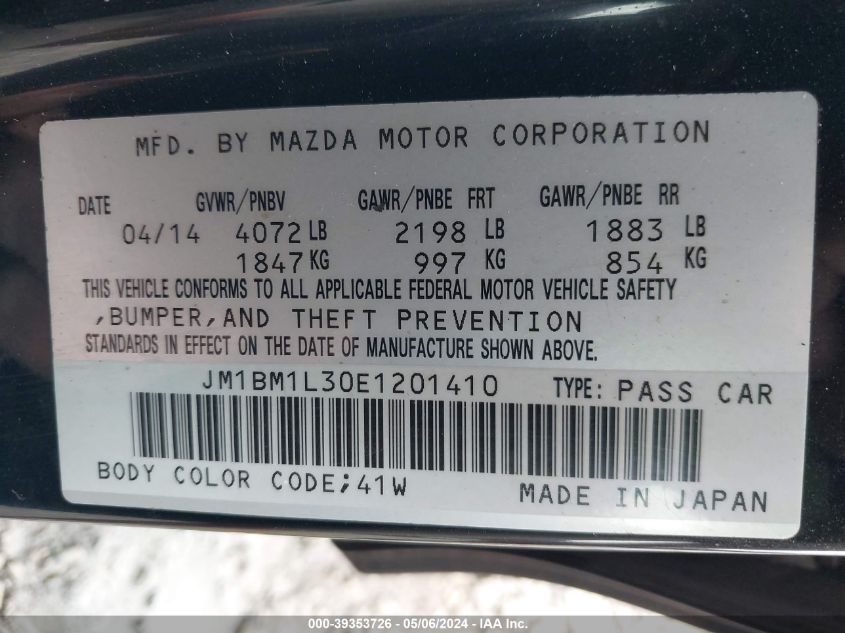 MFD. BY MAZDA MOTOR CORPORATION
DATE GVWR/PNBV GAWR/PNBE FRT GAWR/PNBE RR
04/14 4072 LB 2198 LB 1883 LB
1847 KG 997 KG 854 KG
THIS VEHICLE CONFORMS TO ALL APPLICABLE FEDERAL MOTOR VEHICLE SAFETY
,BUMPER,AND THEFT PREVENTION
STANDARDS IN EFFECT ON THE DATE OF MANUFACTURE SHOWN ABOVE.
JM1BM1L30E1201410 TYPE: PASS CAR
BODY COLOR CODE;41W
MADE IN JAPAN
000-39353726 - 05/06/2024 - IAA Inc.